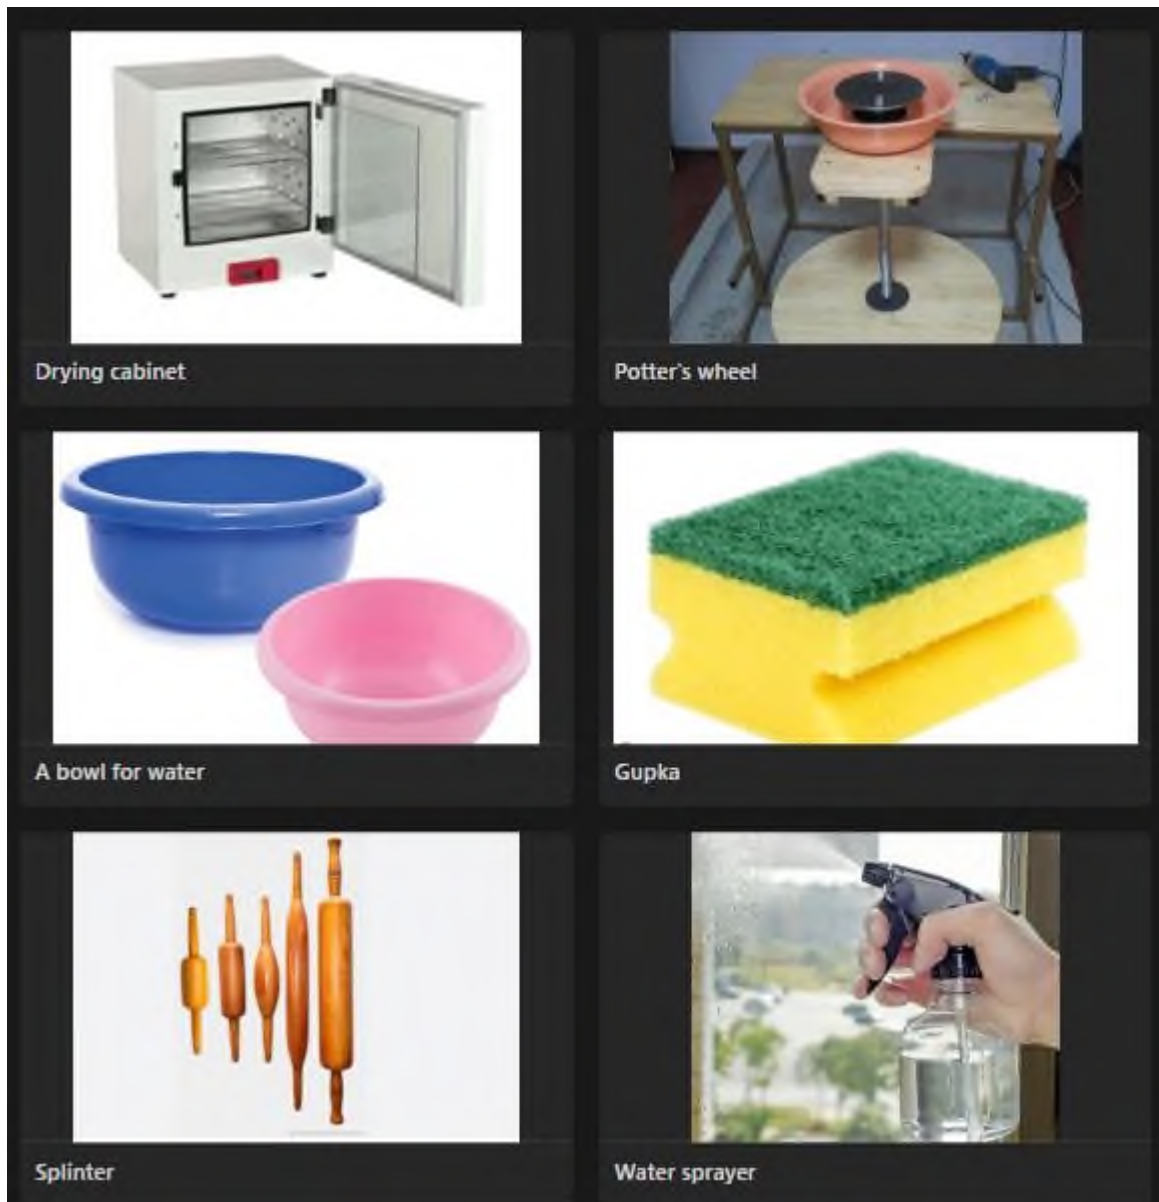 Drying cabinet
Potter's wheel
A bowl for water
Gupka
Splinter
Water sprayer